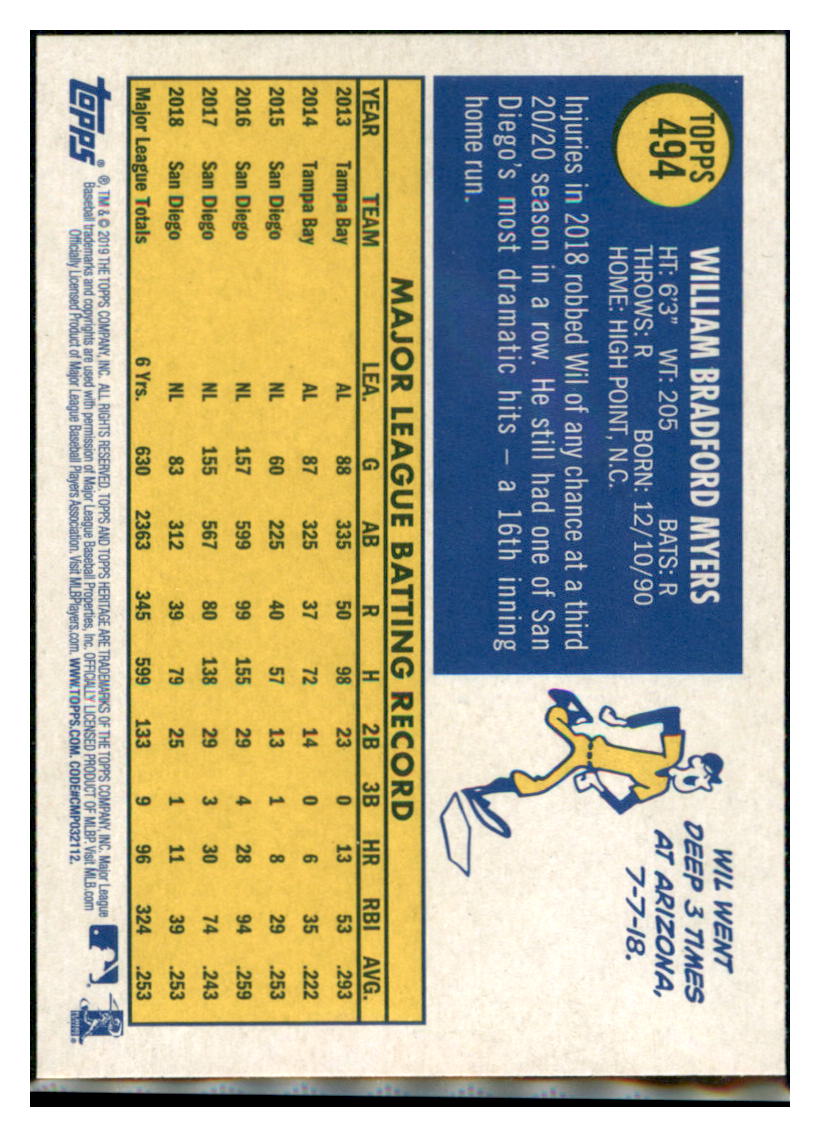 TOPPS
494
WILLIAM BRADFORD MYERS
HT: 6'3" WT: 205 BATS: R
THROWS: R BORN: 12/10/90
HOME: HIGH POINT, N.C.
Injuries in 2018 robbed Wil of any chance at a third
20/20 season in a row. He still had one of San
Diego's most dramatic hits – a 16th inning
home run.
WIL WENT
DEEP 3 TIMES
AT ARIZONA,
7-7-18.
MAJOR LEAGUE BATTING RECORD
YEAR TEAM LEA. G AB R H 2B 3B HR RBI AVG.
2013 Tampa Bay AL 88 335 50 98 23 0 13 53 .293
2014 Tampa Bay AL 87 325 37 72 14 0 6 35 .222
2015 San Diego NL 60 225 40 57 13 1 8 29 .253
2016 San Diego NL 157 599 99 155 29 4 28 94 .259
2017 San Diego NL 155 567 80 138 29 3 30 74 .243
2018 San Diego NL 83 312 39 79 25 1 11 39 .253
Major League Totals 6 Yrs. 630 2363 345 599 133 9 96 324 .253
topps®
®, TM & © 2019 THE TOPPS COMPANY, INC. ALL RIGHTS RESERVED. TOPPS AND TOPPS HERITAGE ARE TRADEMARKS OF THE TOPPS COMPANY, INC. Major League
Baseball trademarks and copyrights are used with permission of Major League Baseball Properties, Inc. OFFICIALLY LICENSED PRODUCT OF MLBP. Visit MLB.com
Officially Licensed Product of Major League Baseball Players Association. Visit MLBPlayers.com. WWW.TOPPS.COM. CODE#CMP032112.